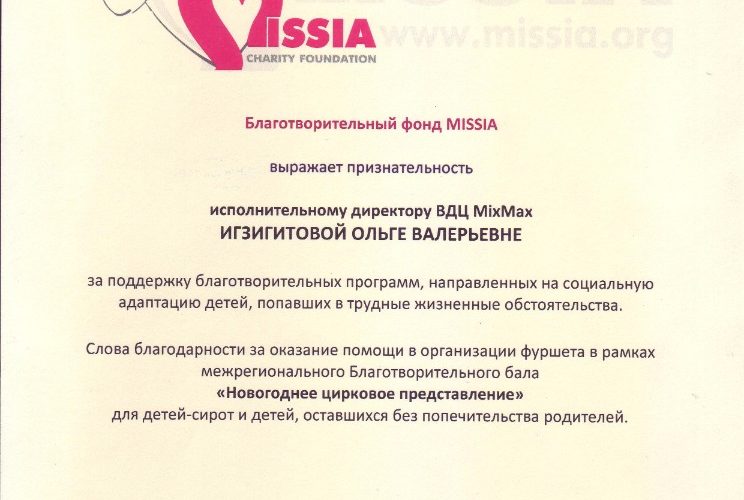 MISSIA
www.missia.org
CHARITY FOUNDATION
Благотворительный фонд MISSIA
выражает признательность
исполнительному директору ВДЦ MixMax
ИГЗИГИТОВОЙ ОЛЬГЕ ВАЛЕРЬЕВНЕ
за поддержку благотворительных программ, направленных на социальную
адаптацию детей, попавших в трудные жизненные обстоятельства.
Слова благодарности за оказание помощи в организации фуршета в рамках
межрегионального Благотворительного бала
«Новогоднее цирковое представление»
для детей-сирот и детей, оставшихся без попечительства родителей.